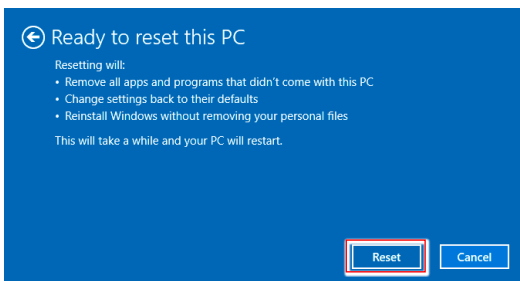 Ready to reset this PC
Resetting will:
• Remove all apps and programs that didn't come with this PC
• Change settings back to their defaults
• Reinstall Windows without removing your personal files
This will take a while and your PC will restart.
Reset
Cancel